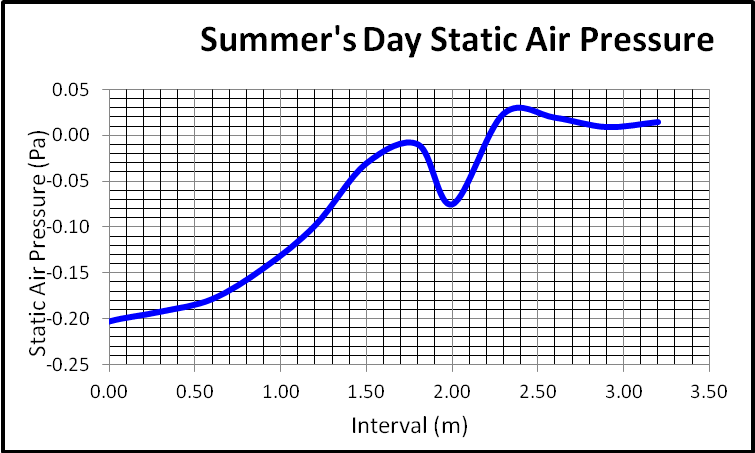 Summer's Day Static Air Pressure
Static Air Pressure (Pa)
0.05
0.00
-0.05
-0.10
-0.15
-0.20
-0.25
0.00 0.50 1.00 1.50 2.00 2.50 3.00 3.50
Interval (m)